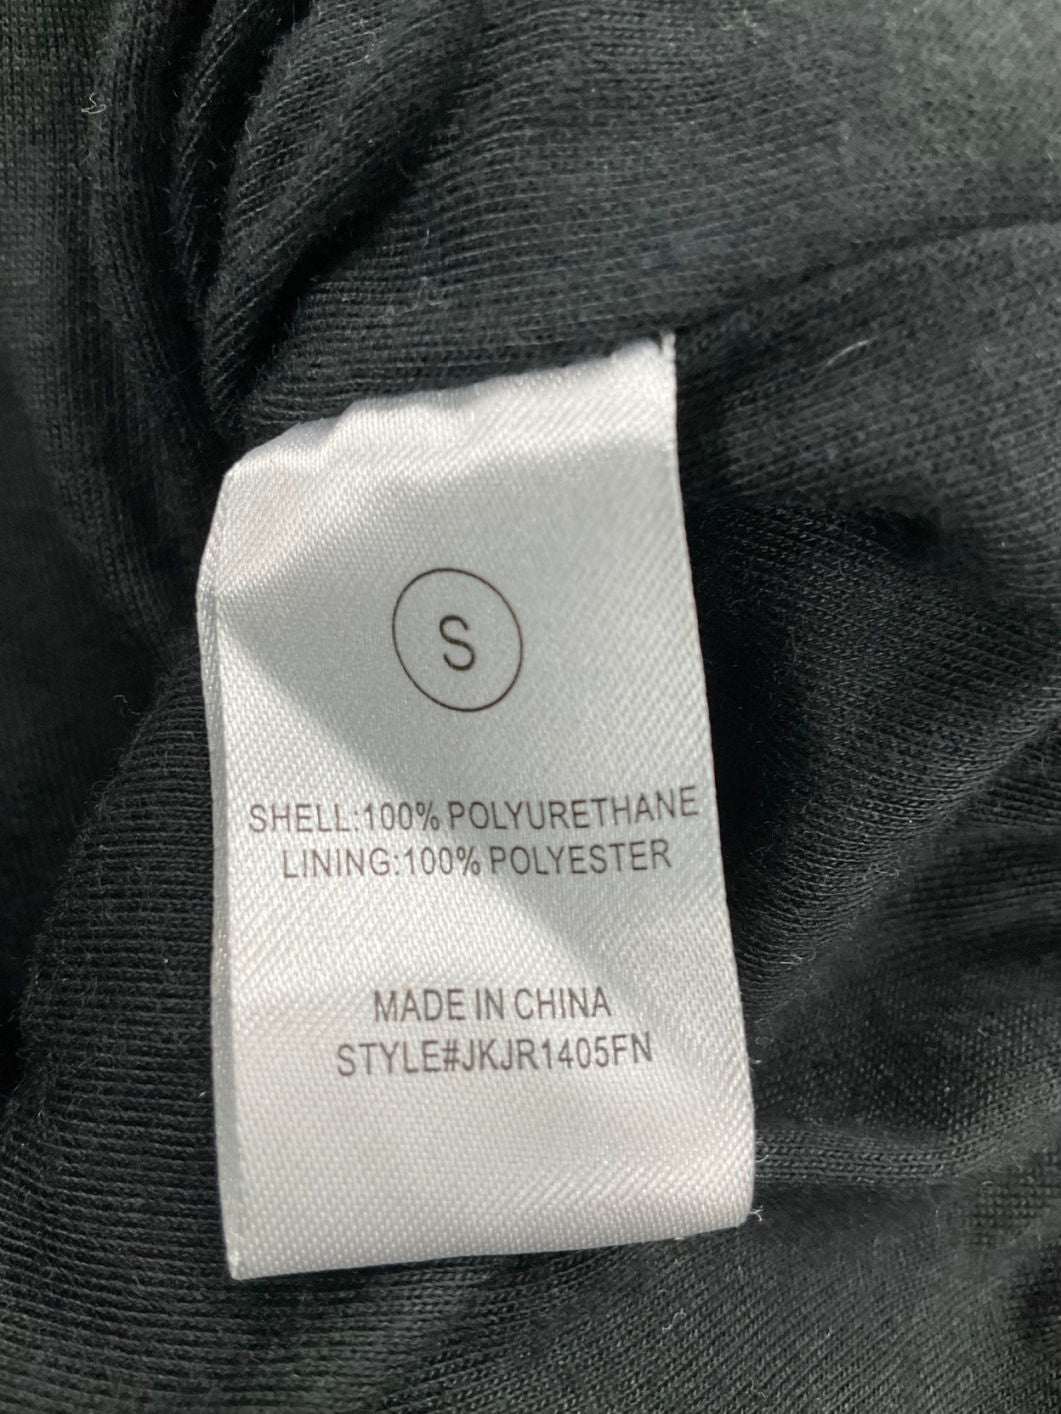 S
SHELL:100% POLYURETHANE
LINING:100% POLYESTER
MADE IN CHINA
STYLE#JKJR1405FN